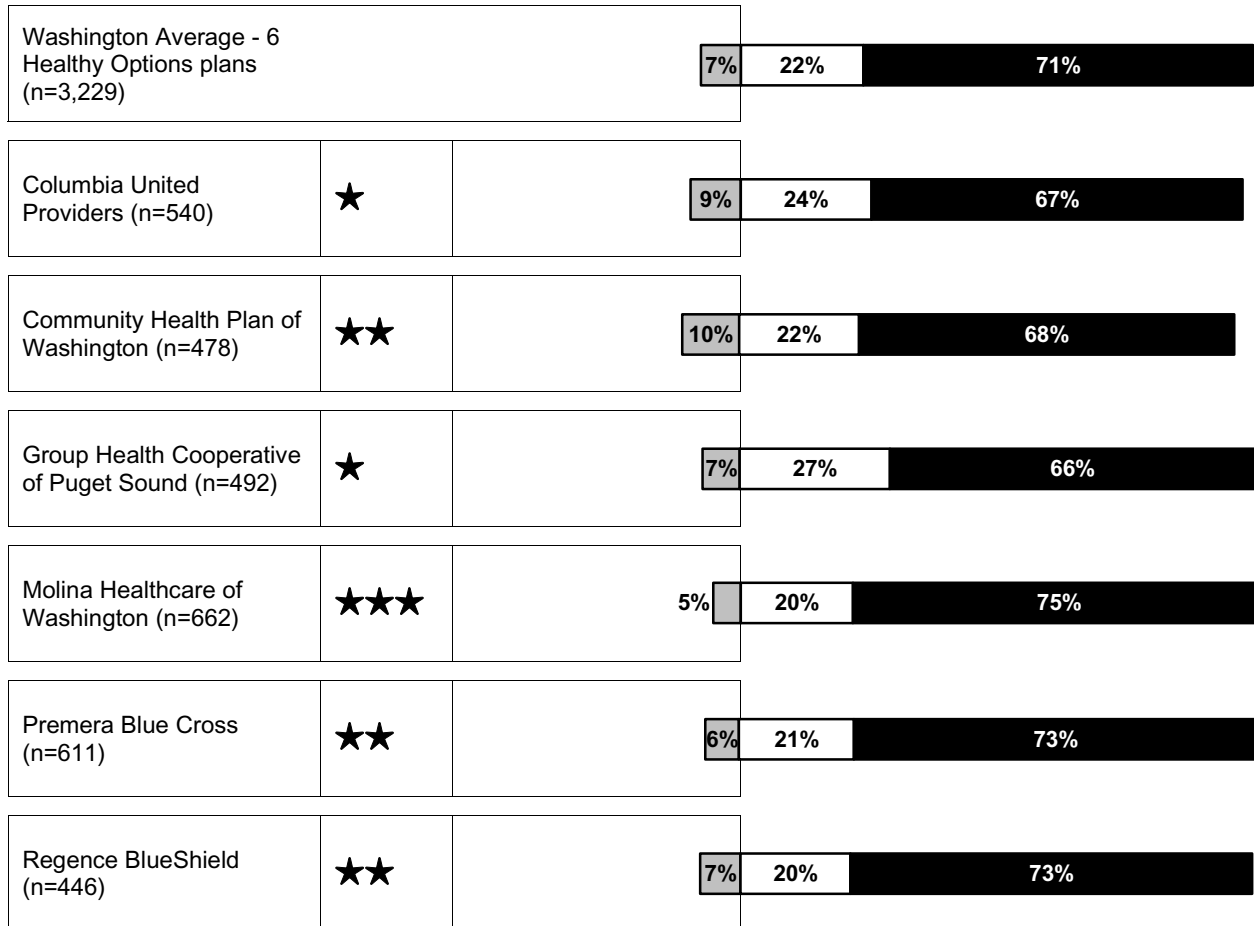 Washington Average - 6
Healthy Options plans
(n=3,229)
7% 22% 71%
Columbia United
Providers (n=540)
★
9% 24% 67%
Community Health Plan of
Washington (n=478)
★★
10% 22% 68%
Group Health Cooperative
of Puget Sound (n=492)
★
7% 27% 66%
Molina Healthcare of
Washington (n=662)
★★★
5% 20% 75%
Premera Blue Cross
(n=611)
★★
6% 21% 73%
Regence BlueShield
(n=446)
★★
7% 20% 73%